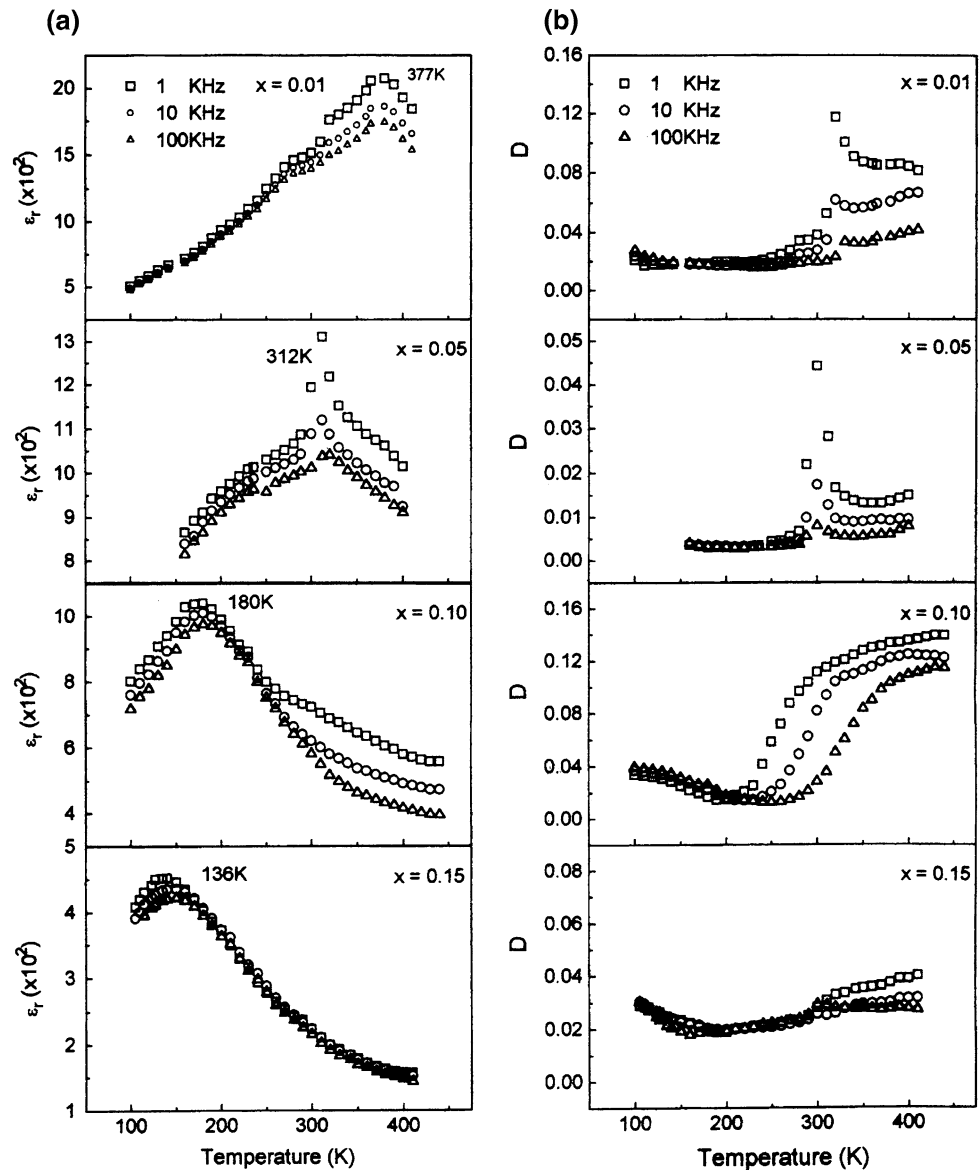 (a)
(b)
εr (x10²)
20
15
10
5
□ 1 KHz
○ 10 KHz
△ 100KHz
x = 0.01
377K
D
0.16
0.12
0.08
0.04
0.00
□ 1 KHz
○ 10 KHz
△ 100KHz
x = 0.01
εr (x10²)
13
12
11
10
9
8
312K
x = 0.05
D
0.05
0.04
0.03
0.02
0.01
0.00
x = 0.05
εr (x10²)
10
8
6
4
180K
x = 0.10
D
0.16
0.12
0.08
0.04
0.00
x = 0.10
εr (x10²)
5
4
3
2
1
136K
x = 0.15
D
0.08
0.06
0.04
0.02
0.00
x = 0.15
100 200 300 400
Temperature (K)
100 200 300 400
Temperature (K)